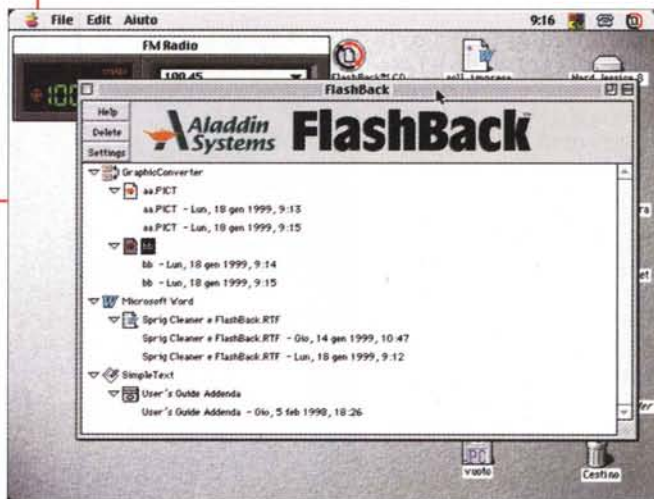 File Edit Aiuto 9:16
FM Radio
100.45
FlashBack
Help
Delete
Settings
Aladdin Systems
FlashBack™
GraphicConverter
aa.PICT
aa.PICT - Lun, 18 gen 1999, 9:13
aa.PICT - Lun, 18 gen 1999, 9:15
bb
bb - Lun, 18 gen 1999, 9:14
bb - Lun, 18 gen 1999, 9:15
Microsoft Word
Sprig Cleaner e FlashBack.RTF
Sprig Cleaner e FlashBack.RTF - Gio, 14 gen 1999, 10:47
Sprig Cleaner e FlashBack.RTF - Lun, 18 gen 1999, 9:12
SimpleText
User's Guide Addenda
User's Guide Addenda - Gio, 5 feb 1998, 18:26
PC
vuoto
Cestino